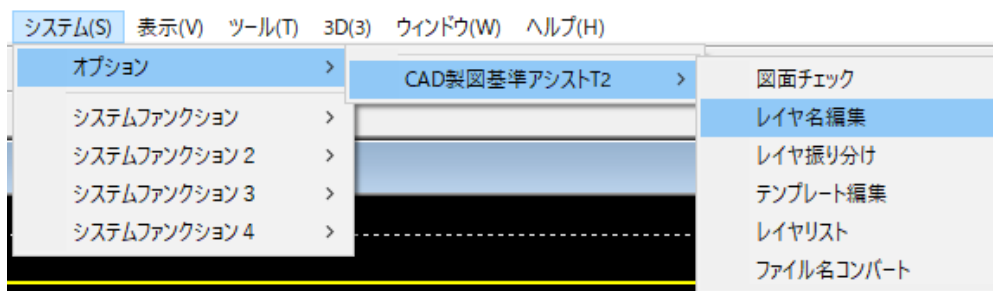 システム(S) 表示(V) ツール(T) 3D(3) ウィンドウ(W) ヘルプ(H)
オプション
システムファンクション
システムファンクション 2
システムファンクション 3
システムファンクション 4
CAD製図基準アシストT2
図面チェック
レイヤ名編集
レイヤ振り分け
テンプレート編集
レイヤリスト
ファイル名コンバート